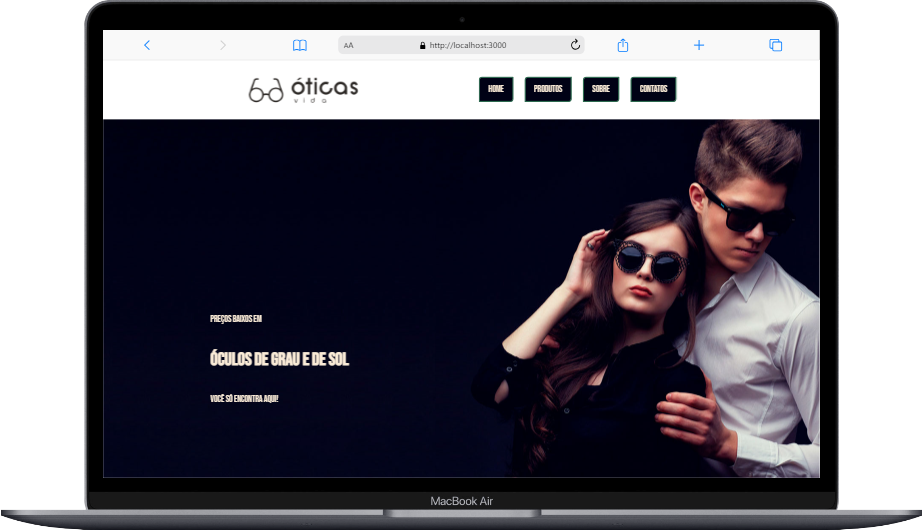 AA
http://localhost:3000
óticas
vida
HOME
PRODUTOS
SOBRE
CONTATOS
PREÇOS BAIXOS EM
ÓCULOS DE GRAU E DE SOL
VOCÊ SÓ ENCONTRA AQUI!
MacBook Air